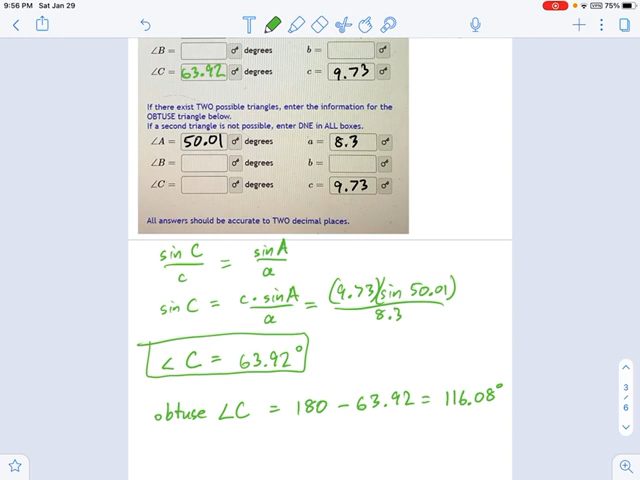 9:56 PM Sat Jan 29
VPN 75%
∠B = degrees b =
∠C = 63.92 degrees c = 9.73
If there exist TWO possible triangles, enter the information for the
OBTUSE triangle below.
If a second triangle is not possible, enter DNE in ALL boxes.
∠A = 50.01 degrees a = 8.3
∠B = degrees b =
∠C = degrees c = 9.73
All answers should be accurate to TWO decimal places.
sin C / c = sin A / a
sin C = c · sin A / a = (9.73)(sin 50.01) / 8.3
∠ C = 63.92°
obtuse ∠C = 180 - 63.92 = 116.08°
3 / 6